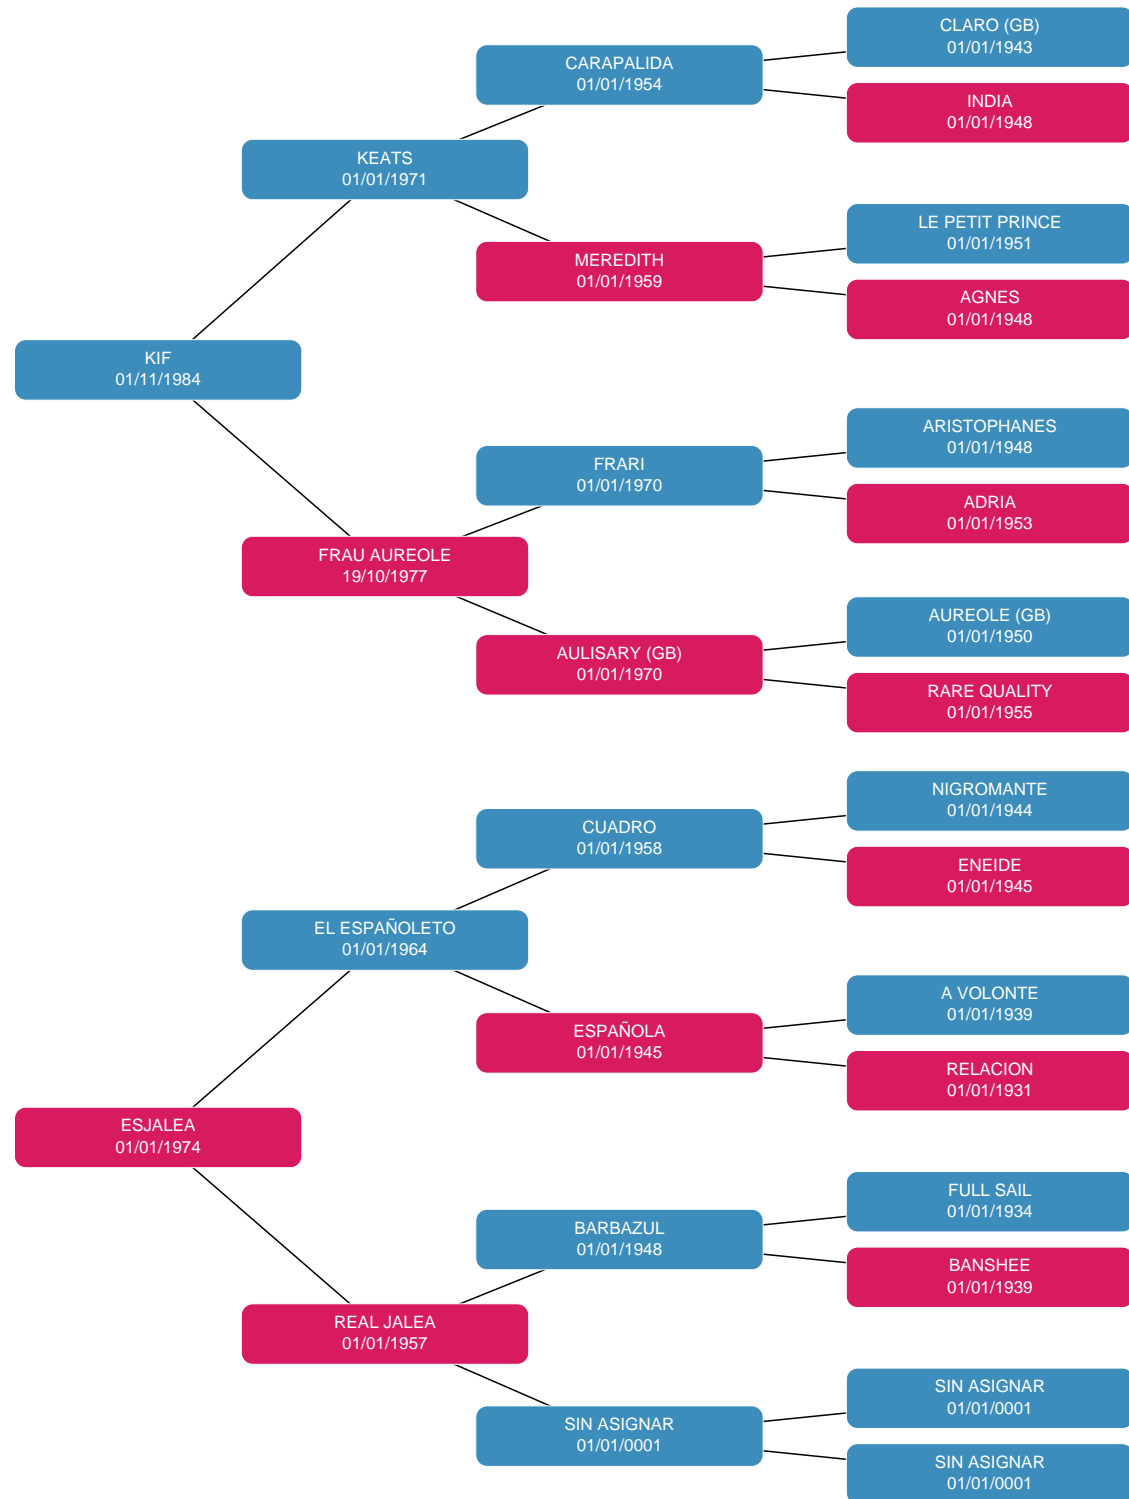 CLARO (GB)
01/01/1943
CARAPALIDA
01/01/1954
INDIA
01/01/1948
KEATS
01/01/1971
LE PETIT PRINCE
01/01/1951
MEREDITH
01/01/1959
AGNES
01/01/1948
KIF
01/11/1984
ARISTOPHANES
01/01/1948
FRARI
01/01/1970
ADRIA
01/01/1953
FRAU AUREOLE
19/10/1977
AUREOLE (GB)
01/01/1950
AULISARY (GB)
01/01/1970
RARE QUALITY
01/01/1955
NIGROMANTE
01/01/1944
CUADRO
01/01/1958
ENEIDE
01/01/1945
EL ESPAÑOLETO
01/01/1964
A VOLONTE
01/01/1939
ESPAÑOLA
01/01/1945
RELACION
01/01/1931
ESJALEA
01/01/1974
FULL SAIL
01/01/1934
BARBAZUL
01/01/1948
BANSHEE
01/01/1939
REAL JALEA
01/01/1957
SIN ASIGNAR
01/01/0001
SIN ASIGNAR
01/01/0001
SIN ASIGNAR
01/01/0001